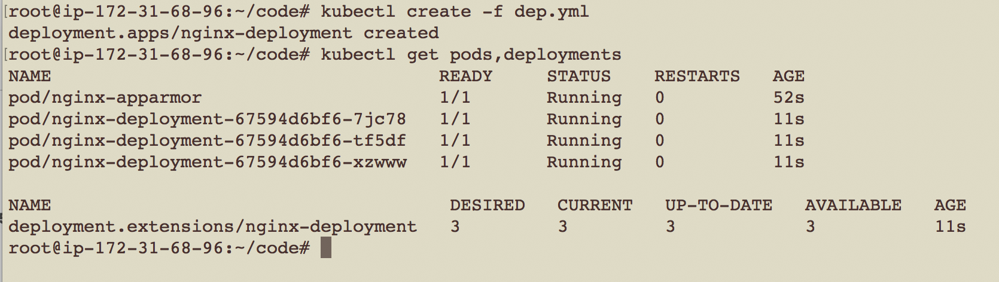 [root@ip-172-31-68-96:~/code# kubectl create -f dep.yml
deployment.apps/nginx-deployment created
[root@ip-172-31-68-96:~/code# kubectl get pods,deployments
NAME READY STATUS RESTARTS AGE
pod/nginx-apparmor 1/1 Running 0 52s
pod/nginx-deployment-67594d6bf6-7jc78 1/1 Running 0 11s
pod/nginx-deployment-67594d6bf6-tf5df 1/1 Running 0 11s
pod/nginx-deployment-67594d6bf6-xzwww 1/1 Running 0 11s
NAME DESIRED CURRENT UP-TO-DATE AVAILABLE AGE
deployment.extensions/nginx-deployment 3 3 3 3 11s
root@ip-172-31-68-96:~/code#